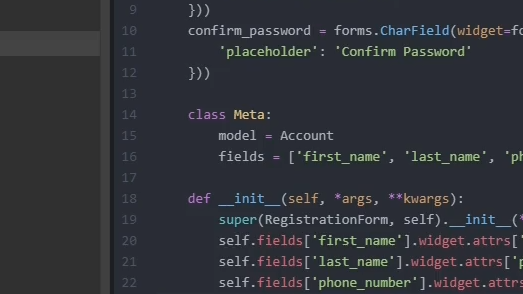 9 }))
10 confirm_password = forms.CharField(widget=fo
11 'placeholder': 'Confirm Password'
12 }))
13
14 class Meta:
15 model = Account
16 fields = ['first_name', 'last_name', 'ph
17
18 def __init__(self, *args, **kwargs):
19 super(RegistrationForm, self).__init__(*
20 self.fields['first_name'].widget.attrs['
21 self.fields['last_name'].widget.attrs['p
22 self.fields['phone_number'].widget.attrs